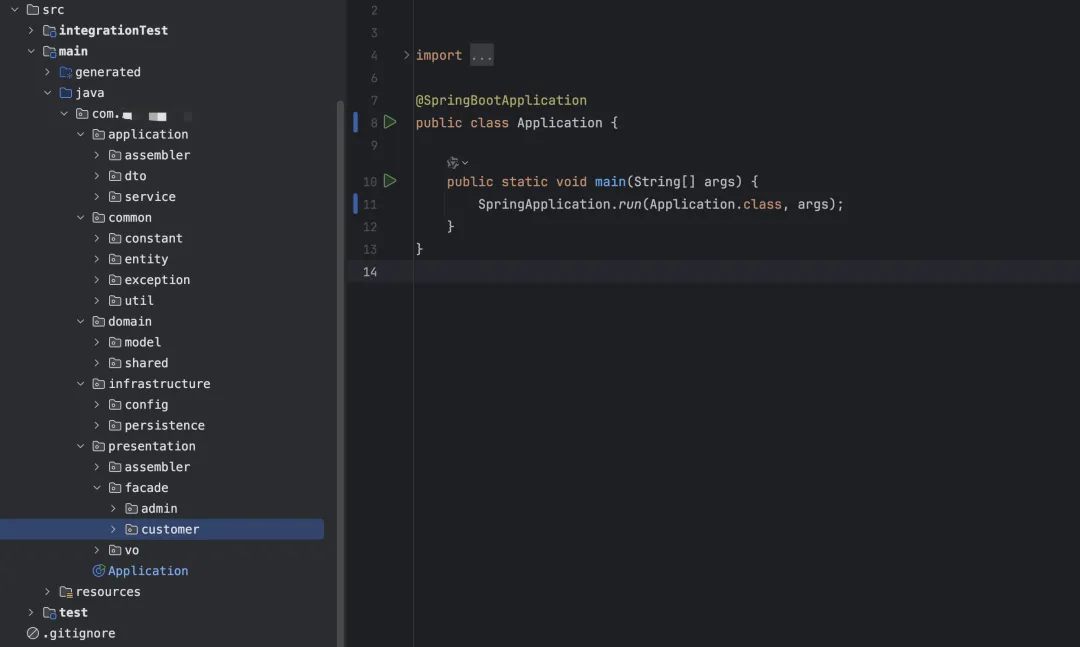 src
integrationTest
main
generated
java
com.
application
assembler
dto
service
common
constant
entity
exception
util
domain
model
shared
infrastructure
config
persistence
presentation
assembler
facade
admin
customer
vo
Application
resources
test
.gitignore
2
3
4 import ...
6
7 @SpringBootApplication
8 public class Application {
9
10 public static void main(String[] args) {
11 SpringApplication.run(Application.class, args);
12 }
13 }
14